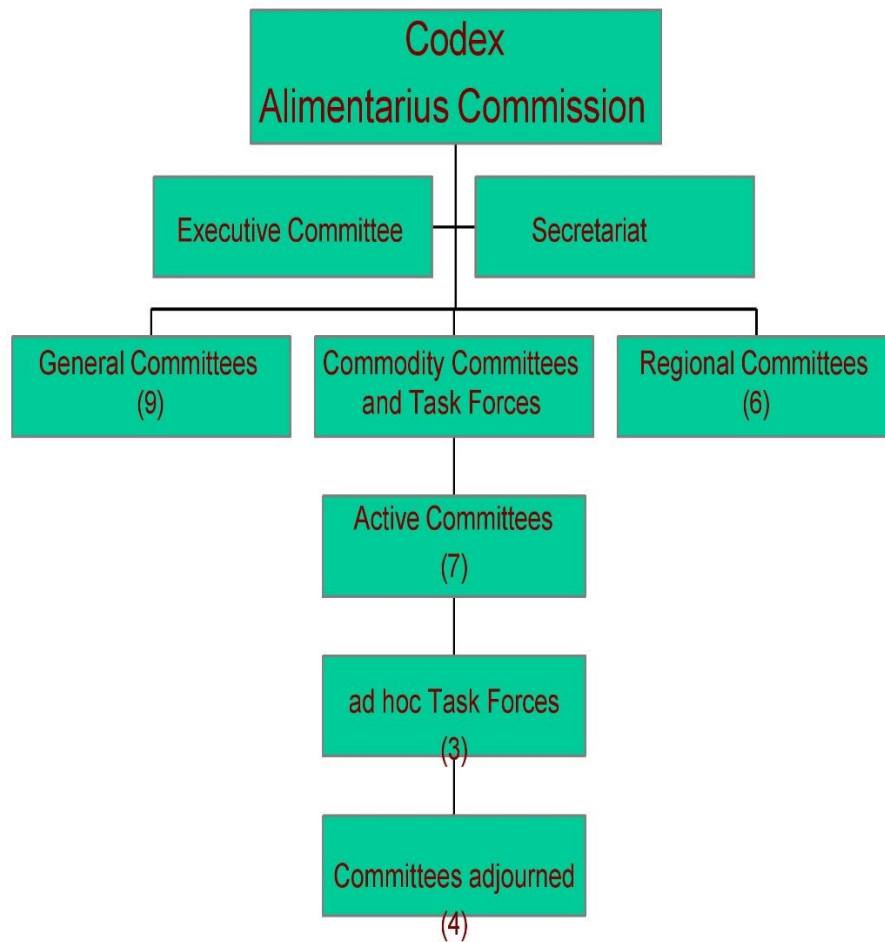 Codex
Alimentarius Commission
Executive Committee
Secretariat
General Committees
(9)
Commodity Committees
and Task Forces
Regional Committees
(6)
Active Committees
(7)
ad hoc Task Forces
(3)
Committees adjourned
(4)